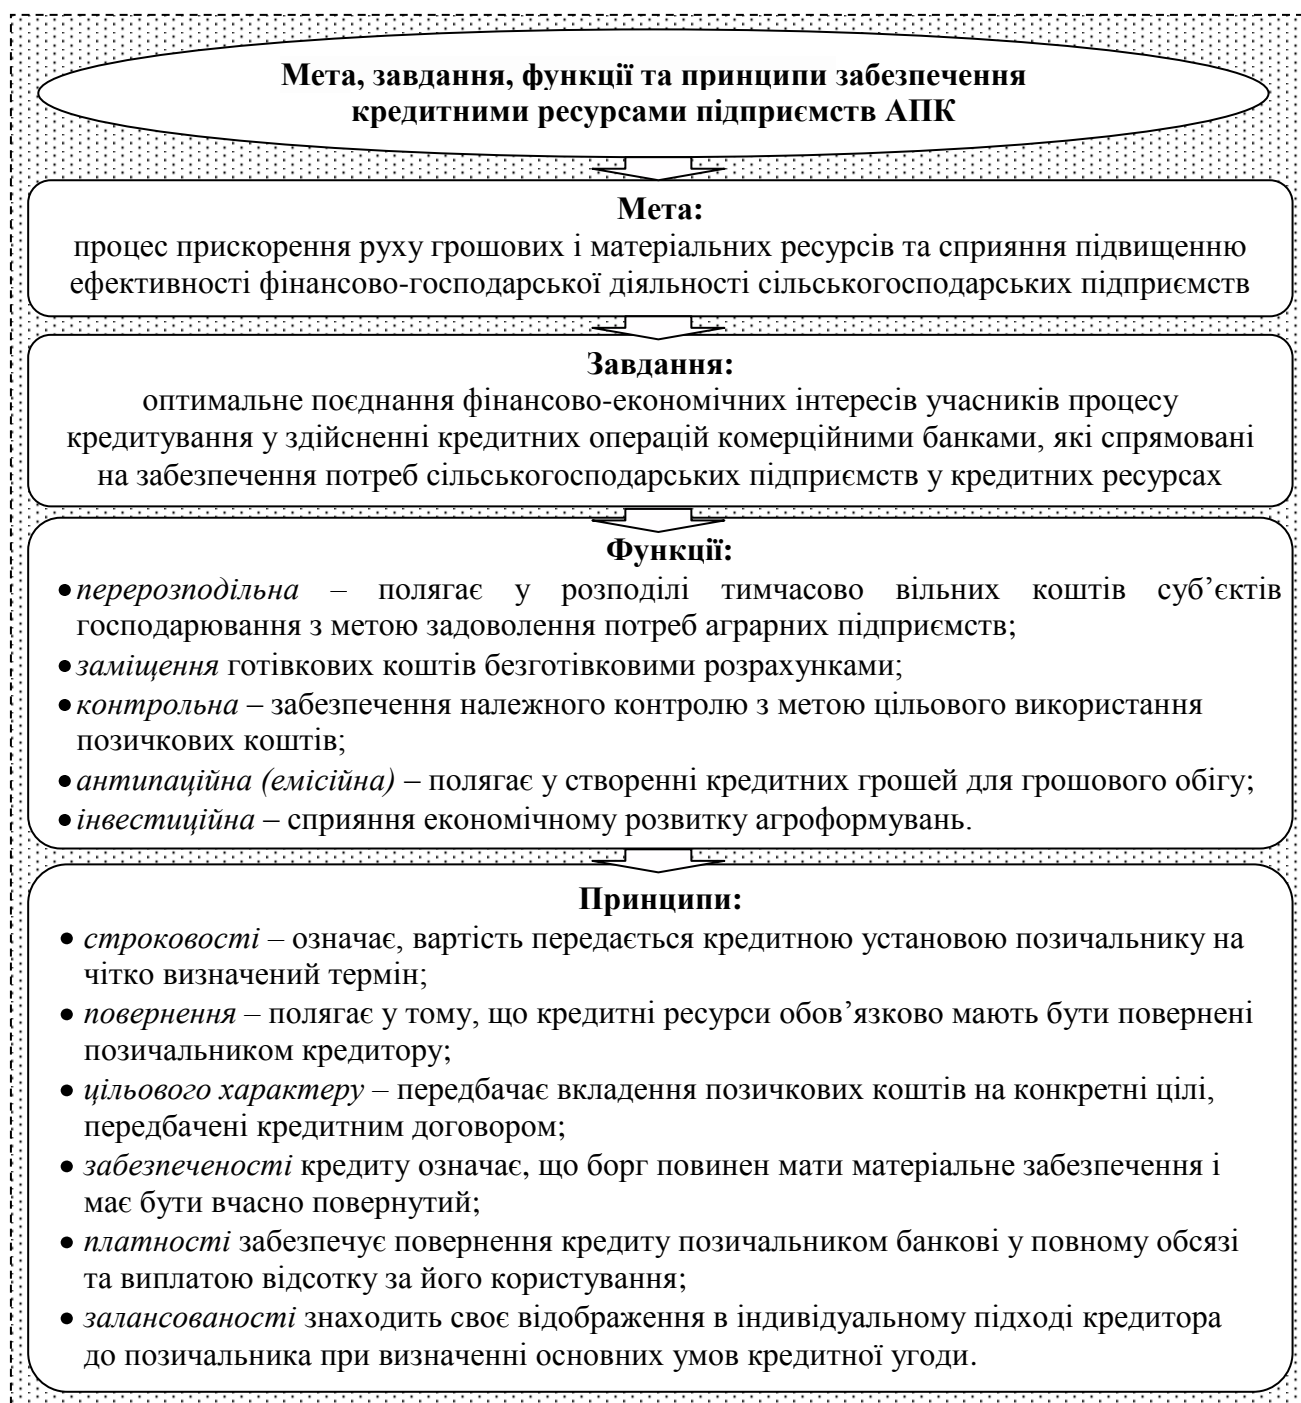 Мета, завдання, функції та принципи забезпечення
кредитними ресурсами підприємств АПК
Мета:
процес прискорення руху грошових і матеріальних ресурсів та сприяння підвищенню
ефективності фінансово-господарської діяльності сільськогосподарських підприємств
Завдання:
оптимальне поєднання фінансово-економічних інтересів учасників процесу
кредитування у здійсненні кредитних операцій комерційними банками, які спрямовані
на забезпечення потреб сільськогосподарських підприємств у кредитних ресурсах
Функції:
• перерозподільна – полягає у розподілі тимчасово вільних коштів суб’єктів
господарювання з метою задоволення потреб аграрних підприємств;
• заміщення готівкових коштів безготівковими розрахунками;
• контрольна – забезпечення належного контролю з метою цільового використання
позичкових коштів;
• антипаційна (емісійна) – полягає у створенні кредитних грошей для грошового обігу;
• інвестиційна – сприяння економічному розвитку агроформувань.
Принципи:
• строковості – означає, вартість передається кредитною установою позичальнику на
чітко визначений термін;
• повернення – полягає у тому, що кредитні ресурси обов’язково мають бути повернені
позичальником кредитору;
• цільового характеру – передбачає вкладення позичкових коштів на конкретні цілі,
передбачені кредитним договором;
• забезпеченості кредиту означає, що борг повинен мати матеріальне забезпечення і
має бути вчасно повернутий;
• платності забезпечує повернення кредиту позичальником банкові у повному обсязі
та виплатою відсотку за його користування;
• залансованості знаходить своє відображення в індивідуальному підході кредитора
до позичальника при визначенні основних умов кредитної угоди.